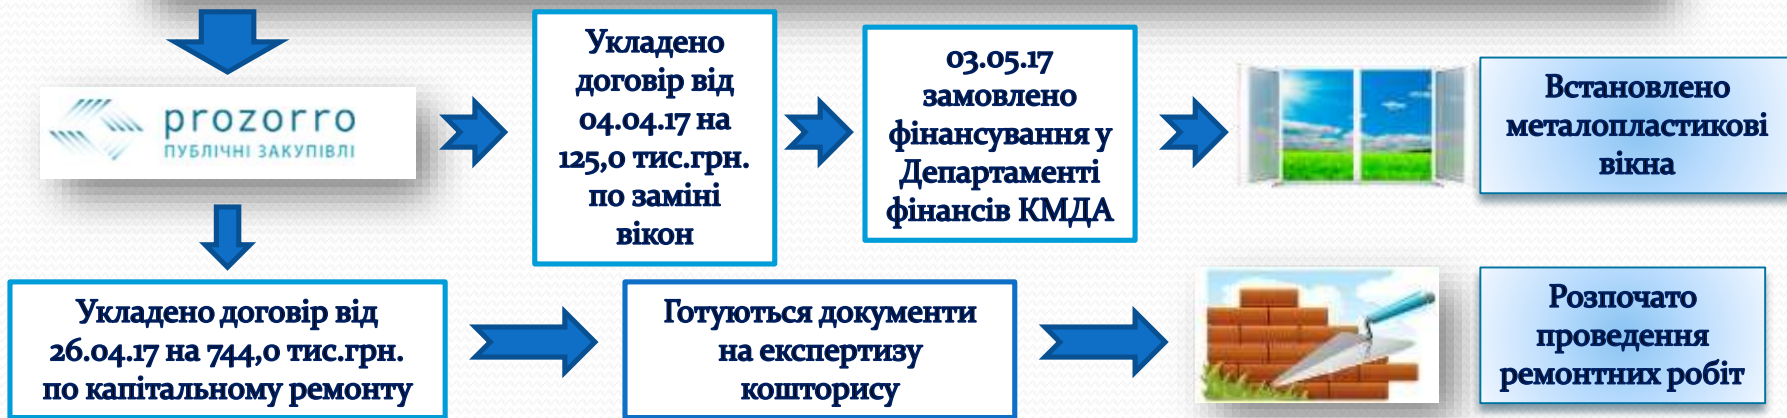 prozorro
ПУБЛІЧНІ ЗАКУПІВЛІ
Укладено
договір від
04.04.17 на
125,0 тис.грн.
по заміні
вікон
03.05.17
замовлено
фінансування у
Департаменті
фінансів КМДА
Встановлено
металопластикові
вікна
Укладено договір від
26.04.17 на 744,0 тис.грн.
по капітальному ремонту
Готуються документи
на експертизу
кошторису
Розпочато
проведення
ремонтних робіт